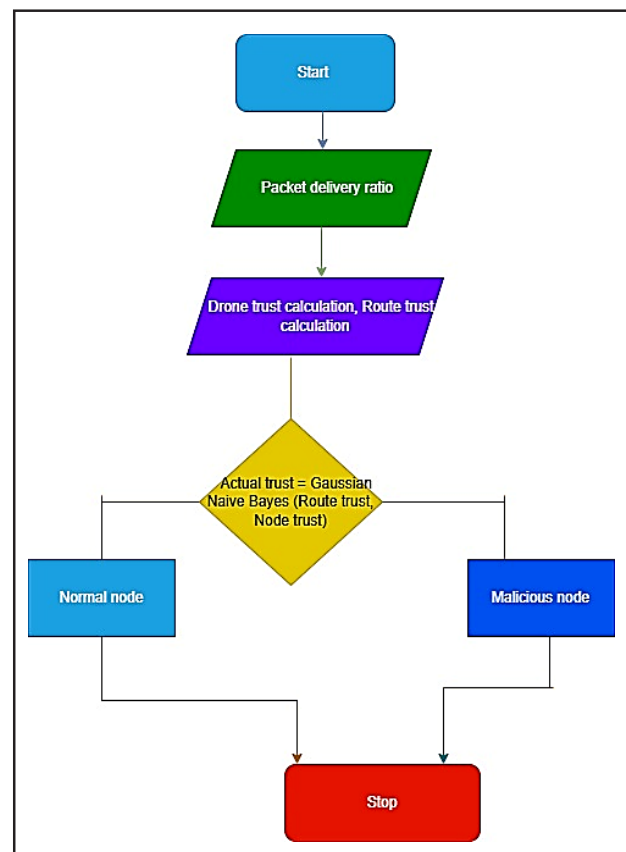 Start
Packet delivery ratio
Drone trust calculation, Route trust
calculation
Actual trust = Gaussian
Naive Bayes (Route trust,
Node trust)
Normal node
Malicious node
Stop